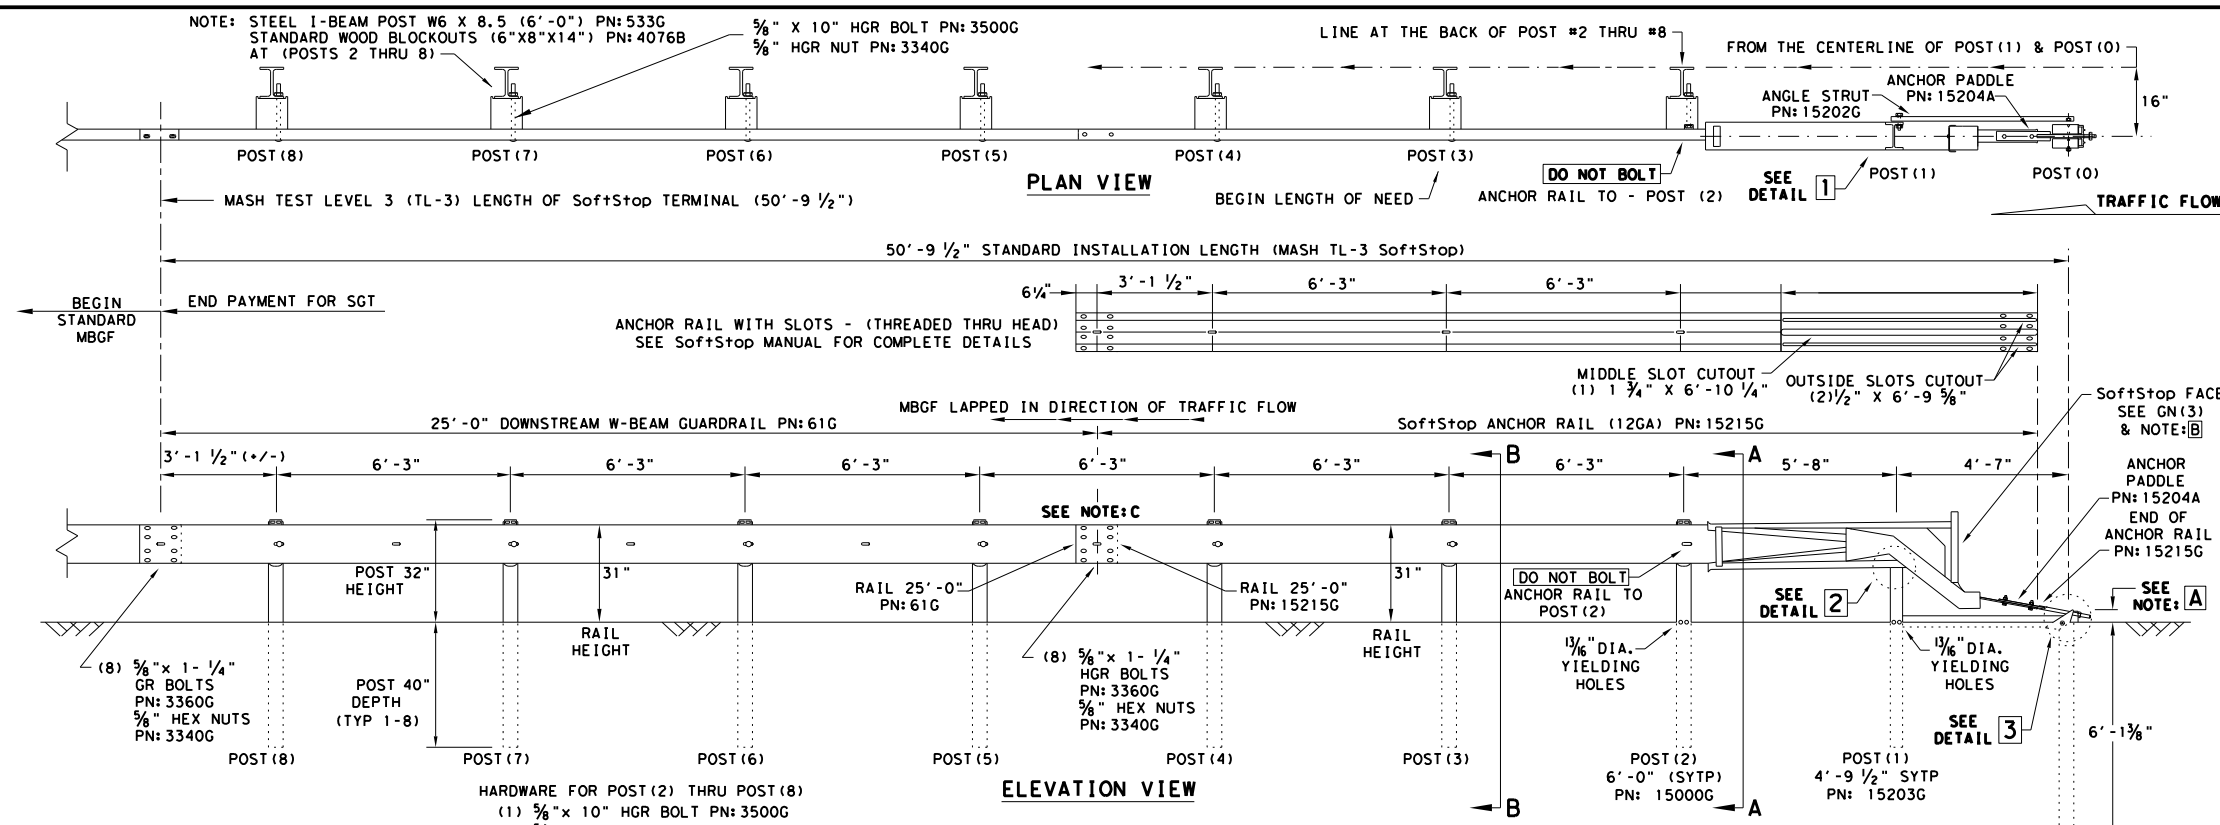 NOTE: STEEL I-BEAM POST W6 X 8.5 (6'-0") PN:533G
STANDARD WOOD BLOCKOUTS (6"X8"X14") PN:4076B
AT (POSTS 2 THRU 8)
5/8" X 10" HGR BOLT PN:3500G
5/8" HGR NUT PN:3340G
LINE AT THE BACK OF POST #2 THRU #8
FROM THE CENTERLINE OF POST(1) & POST(0)
ANCHOR PADDLE
PN:15204A
ANGLE STRUT
PN:15202G
16"
POST(8)
POST(7)
POST(6)
POST(5)
POST(4)
POST(3)
DO NOT BOLT
ANCHOR RAIL TO - POST (2)
SEE
DETAIL 1
POST(1)
POST(0)
PLAN VIEW
MASH TEST LEVEL 3 (TL-3) LENGTH OF SoftStop TERMINAL (50'-9 1/2")
BEGIN LENGTH OF NEED
TRAFFIC FLOW
50'-9 1/2" STANDARD INSTALLATION LENGTH (MASH TL-3 SoftStop)
BEGIN
STANDARD
MBGF
END PAYMENT FOR SGT
6 1/4"
3'-1 1/2"
6'-3"
6'-3"
ANCHOR RAIL WITH SLOTS - (THREADED THRU HEAD)
SEE SoftStop MANUAL FOR COMPLETE DETAILS
MIDDLE SLOT CUTOUT
(1) 1 3/4" X 6'-10 1/4"
OUTSIDE SLOTS CUTOUT
(2)1/2" X 6'-9 5/8"
SoftStop FACE
SEE GN(3)
& NOTE:B
MBGF LAPPED IN DIRECTION OF TRAFFIC FLOW
25'-0" DOWNSTREAM W-BEAM GUARDRAIL PN:61G
SoftStop ANCHOR RAIL (12GA) PN:15215G
3'-1 1/2"(+/-)
6'-3"
6'-3"
6'-3"
6'-3"
6'-3"
6'-3"
5'-8"
4'-7"
B
A
ANCHOR
PADDLE
PN:15204A
END OF
ANCHOR RAIL
PN:15215G
SEE NOTE:C
POST 32"
HEIGHT
31"
RAIL
HEIGHT
RAIL 25'-0"
PN:61G
RAIL 25'-0"
PN:15215G
31"
RAIL
HEIGHT
DO NOT BOLT
ANCHOR RAIL TO
POST(2)
SEE
DETAIL 2
SEE
NOTE: A
(8) 5/8"x 1- 1/4"
GR BOLTS
PN:3360G
5/8" HEX NUTS
PN:3340G
POST 40"
DEPTH
(TYP 1-8)
(8) 5/8"x 1- 1/4"
HGR BOLTS
PN:3360G
5/8" HEX NUTS
PN:3340G
13/16"DIA.
YIELDING
HOLES
13/16"DIA.
YIELDING
HOLES
SEE
DETAIL 3
6'-1 3/8"
POST(8)
POST(7)
POST(6)
POST(5)
POST(4)
POST(3)
POST(2)
6'-0" (SYTP)
PN: 15000G
POST(1)
4'-9 1/2" SYTP
PN: 15203G
HARDWARE FOR POST(2) THRU POST(8)
(1) 5/8"x 10" HGR BOLT PN:3500G
ELEVATION VIEW
B
A